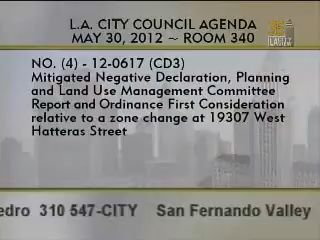 L.A. CITY COUNCIL AGENDA
MAY 30, 2012 ~ ROOM 340
NO. (4) - 12-0617 (CD3)
Mitigated Negative Declaration, Planning
and Land Use Management Committee
Report and Ordinance First Consideration
relative to a zone change at 19307 West
Hatteras Street
edro 310 547-CITY San Fernando Valley